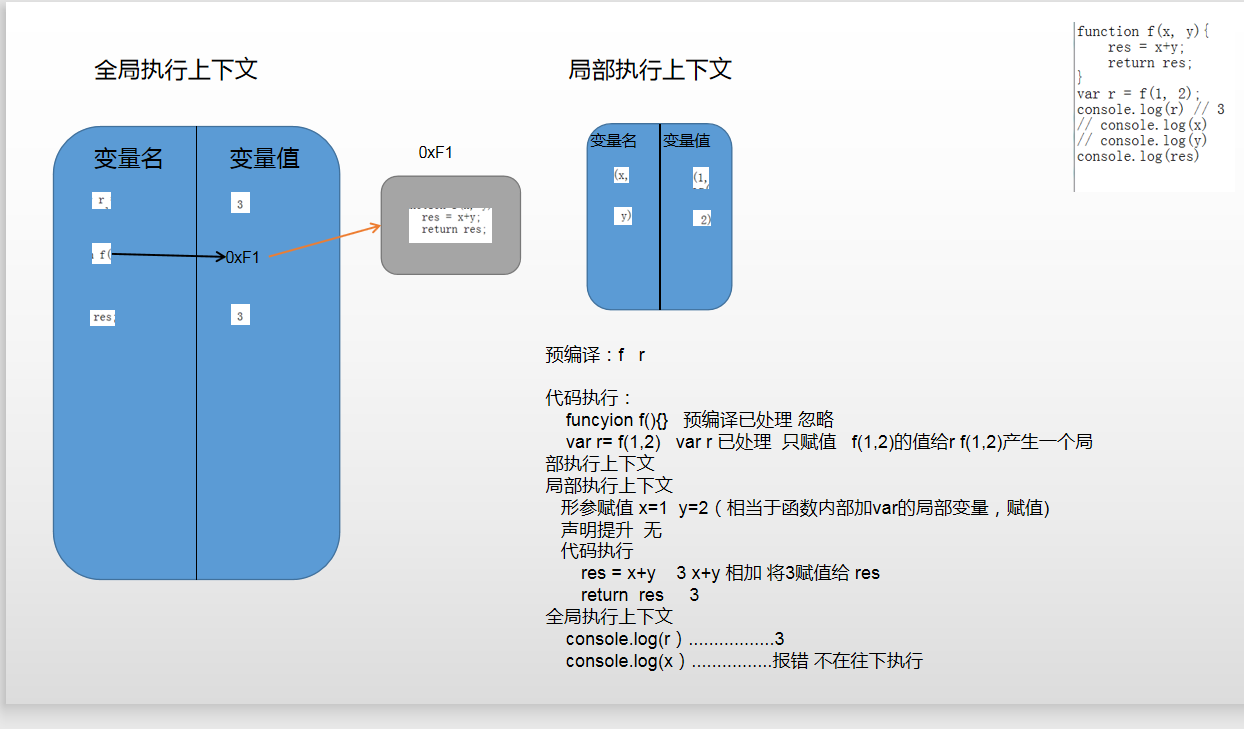 全局执行上下文
变量名
变量值
r
3
f(
0xF1
res;
3
0xF1
res = x+y;
return res;
局部执行上下文
变量名
变量值
(x,
(1,
y)
2)
function f(x, y){
res = x+y;
return res;
}
var r = f(1, 2);
console.log(r) // 3
// console.log(x)
// console.log(y)
console.log(res)
预编译：f r
代码执行：
funcyion f(){} 预编译已处理 忽略
var r= f(1,2) var r 已处理 只赋值 f(1,2)的值给r f(1,2)产生一个局
部执行上下文
局部执行上下文
形参赋值 x=1 y=2（相当于函数内部加var的局部变量，赋值)
声明提升 无
代码执行
res = x+y 3 x+y 相加 将3赋值给 res
return res 3
全局执行上下文
console.log(r ) .................3
console.log(x ) ................报错 不在往下执行